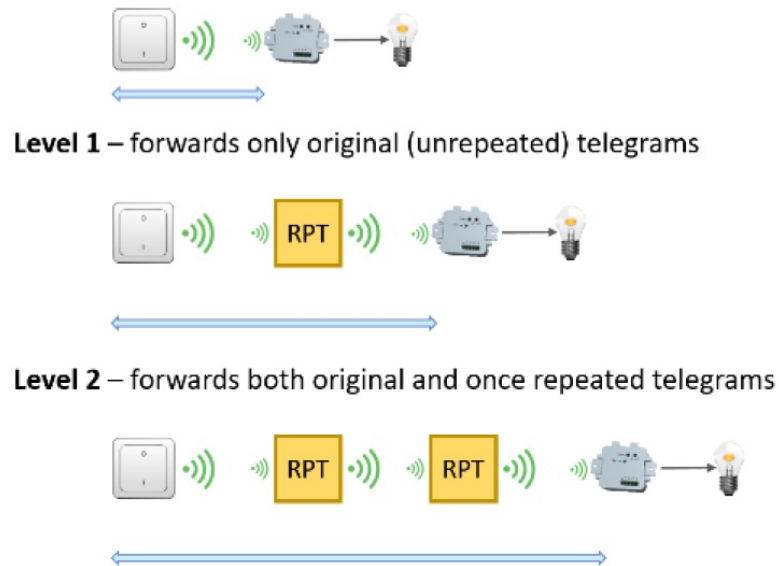 Level 1 – forwards only original (unrepeated) telegrams
RPT
Level 2 – forwards both original and once repeated telegrams
RPT RPT